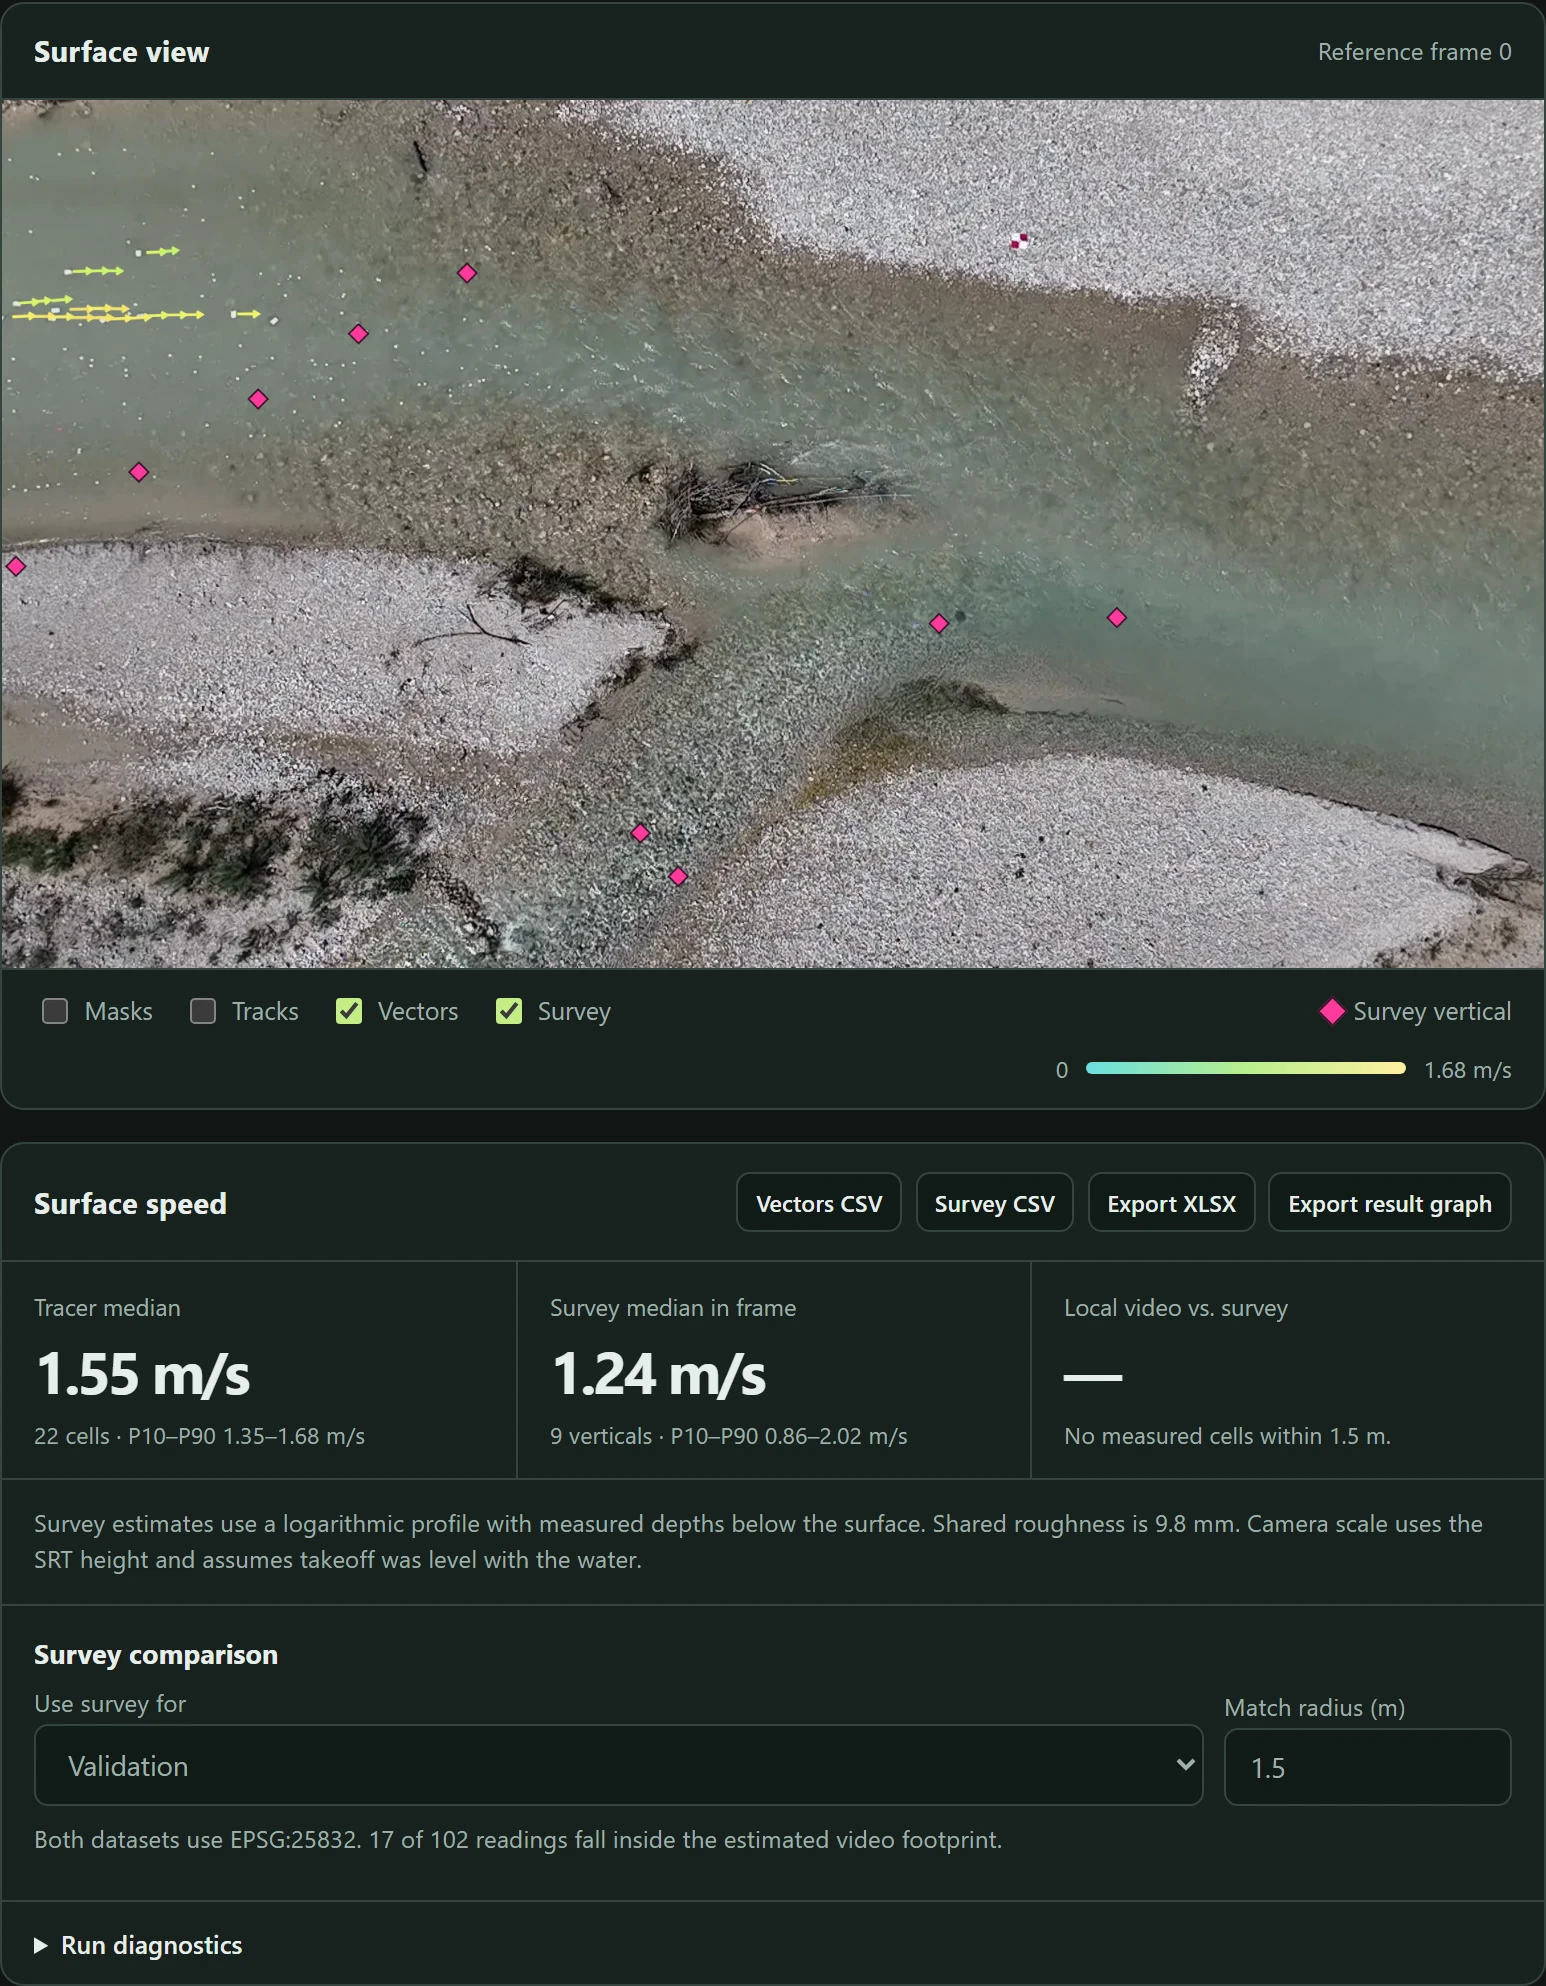 Surface view
Reference frame 0
Masks
Tracks
Vectors
Survey
Survey vertical
0
1.68 m/s
Surface speed
Vectors CSV
Survey CSV
Export XLSX
Export result graph
Tracer median
1.55 m/s
22 cells · P10–P90 1.35–1.68 m/s
Survey median in frame
1.24 m/s
9 verticals · P10–P90 0.86–2.02 m/s
Local video vs. survey
—
No measured cells within 1.5 m.
Survey estimates use a logarithmic profile with measured depths below the surface. Shared roughness is 9.8 mm. Camera scale uses the
SRT height and assumes takeoff was level with the water.
Survey comparison
Use survey for
Validation
Match radius (m)
1.5
Both datasets use EPSG:25832. 17 of 102 readings fall inside the estimated video footprint.
Run diagnostics